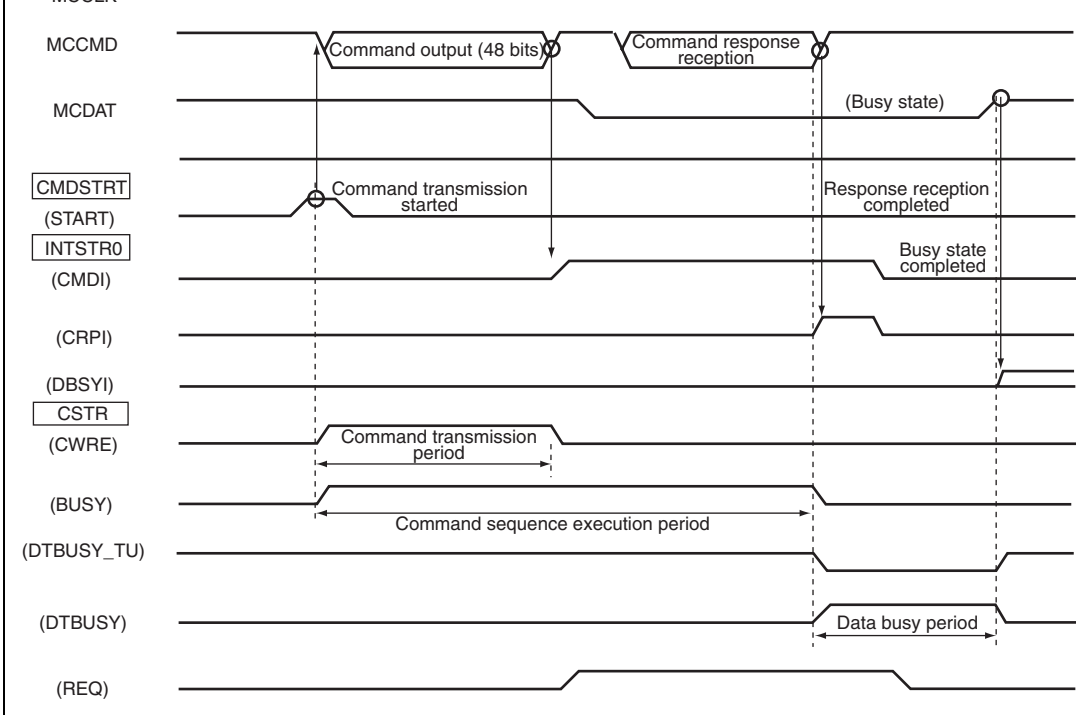 MCCLK
MCCMD
Command output (48 bits)
Command response
reception
MCDAT
(Busy state)
CMDSTRT
(START)
Command transmission
started
Response reception
completed
INTSTR0
(CMDI)
Busy state
completed
(CRPI)
(DBSYI)
CSTR
(CWRE)
Command transmission
period
(BUSY)
Command sequence execution period
(DTBUSY_TU)
(DTBUSY)
Data busy period
(REQ)